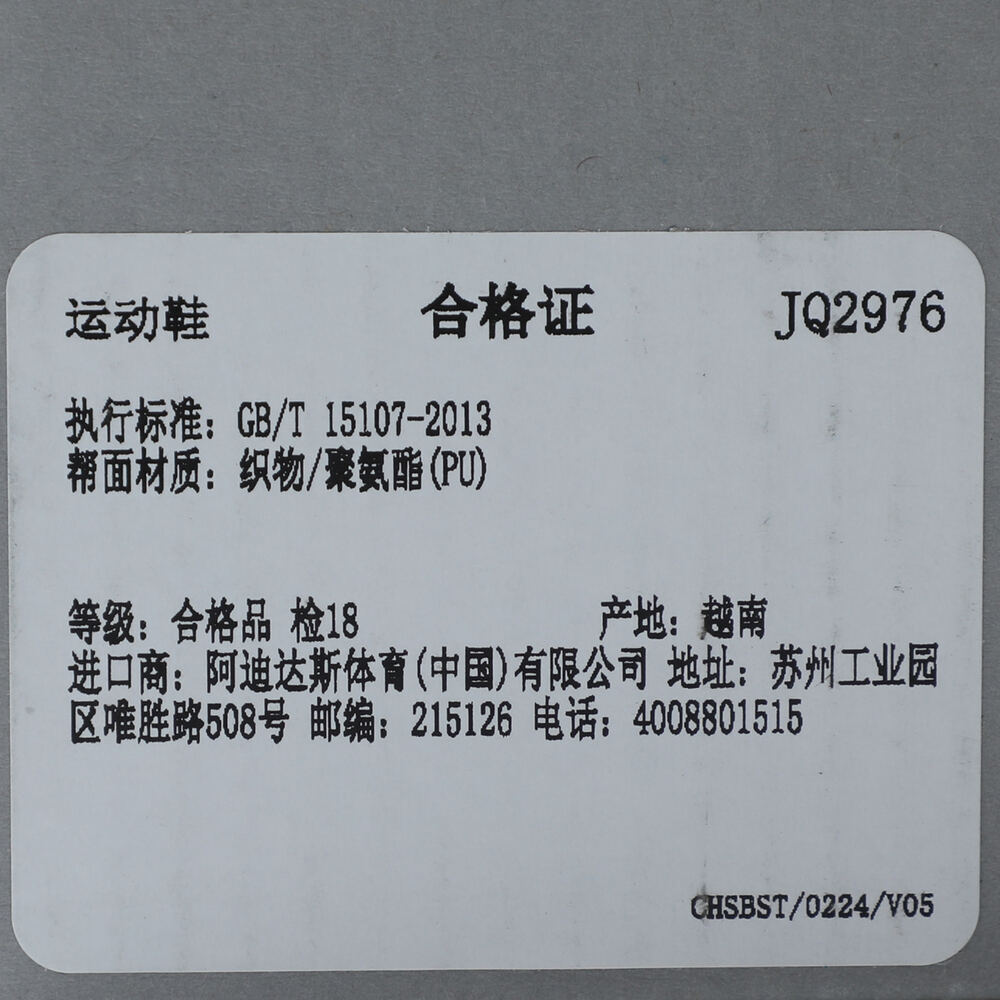 运动鞋 合格证 JQ2976
执行标准：GB/T 15107-2013
帮面材质：织物/聚氨酯(PU)
等级：合格品 检18 产地：越南
进口商：阿迪达斯体育(中国)有限公司 地址：苏州工业园
区唯胜路508号 邮编：215126 电话：4008801515
CHSBST/0224/V05